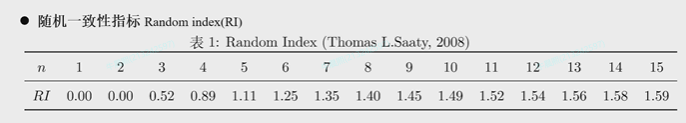 ● 随机一致性指标 Random index(RI)
表 1: Random Index (Thomas L.Saaty, 2008)
n 1 2 3 4 5 6 7 8 9 10 11 12 13 14 15
RI 0.00 0.00 0.52 0.89 1.11 1.25 1.35 1.40 1.45 1.49 1.52 1.54 1.56 1.58 1.59